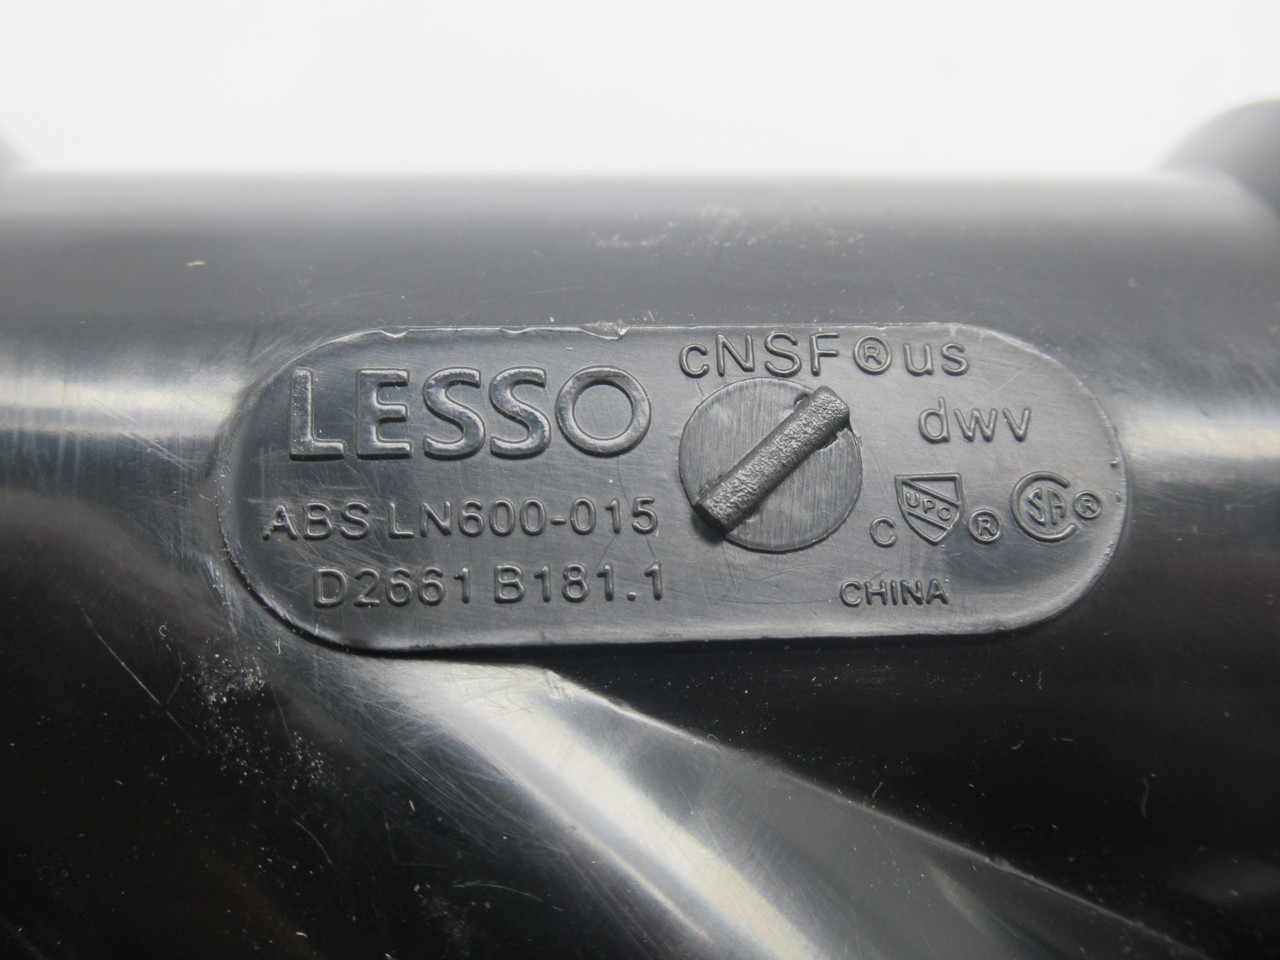 LESSO
cNSF®us
dwv
ABS LN600-015
C UPC ® SA ®
D2661 B181.1
CHINA